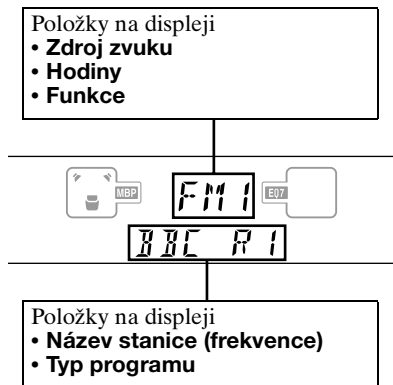 Položky na displeji
• Zdroj zvuku
• Hodiny
• Funkce
MBP
FM1
EQ7
BBC R1
Položky na displeji
• Název stanice (frekvence)
• Typ programu